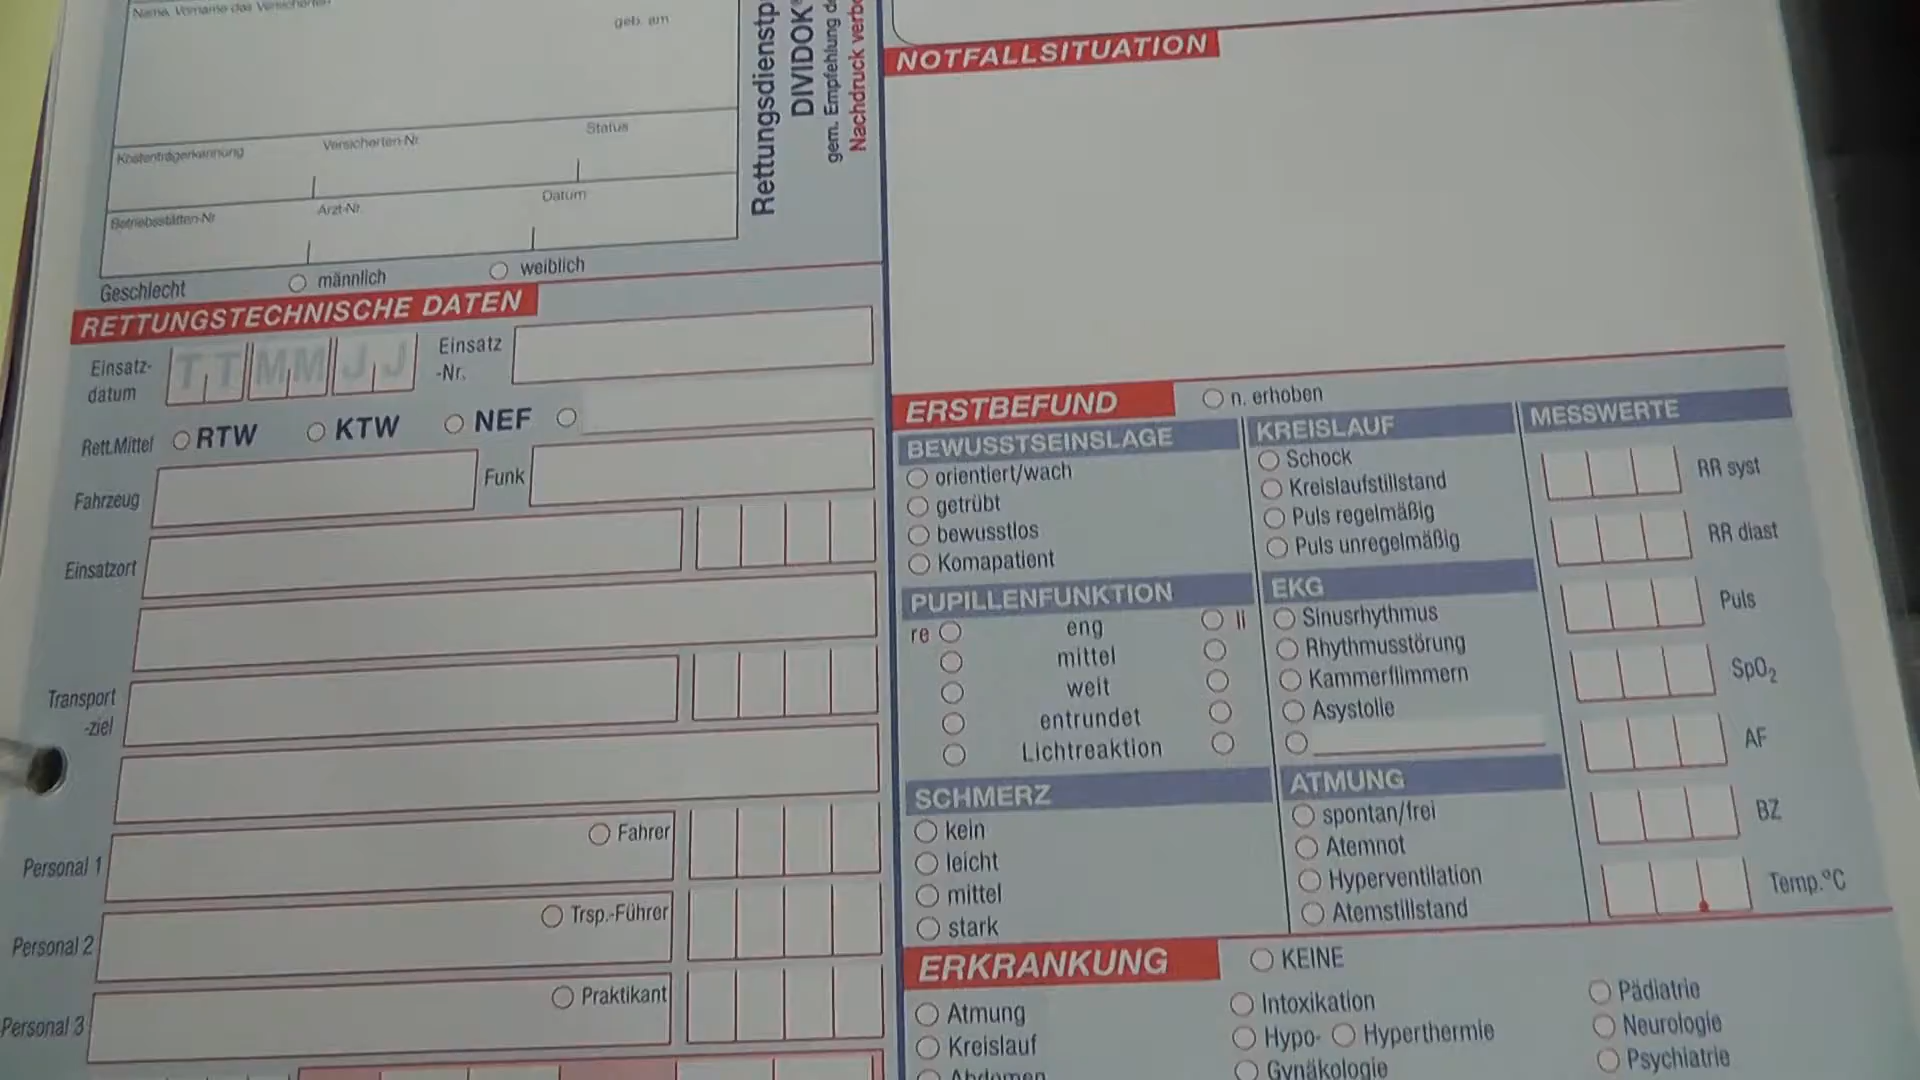 Name, Vorname des Versicherten
geb. am
Kostenträgerkennung
Versicherten-Nr.
Status
Betriebsstätten-Nr.
Arzt-Nr.
Datum
Geschlecht
männlich
weiblich
DIVIDOK
gem. Empfehlung
RETTUNGSTECHNISCHE DATEN
Einsatz-
datum
TT MM JJ
Einsatz
-Nr.
Rett.Mittel
RTW
KTW
NEF
Fahrzeug
Funk
Einsatzort
Transport
-ziel
Personal 1
Fahrer
Personal 2
Trsp.-Führer
Personal 3
Praktikant
NOTFALLSITUATION
ERSTBEFUND
n. erhoben
BEWUSSTSEINSLAGE
orientiert/wach
getrübt
bewusstlos
Komapatient
PUPILLENFUNKTION
re
eng
li
mittel
weit
entrundet
Lichtreaktion
SCHMERZ
kein
leicht
mittel
stark
KREISLAUF
Schock
Kreislaufstillstand
Puls regelmäßig
Puls unregelmäßig
EKG
Sinusrhythmus
Rhythmusstörung
Kammerflimmern
Asystolie
ATMUNG
spontan/frei
Atemnot
Hyperventilation
Atemstillstand
MESSWERTE
RR syst
RR diast
Puls
SpO₂
AF
BZ
Temp.°C
ERKRANKUNG
KEINE
Atmung
Kreislauf
Abdomen
Intoxikation
Hypo- Hyperthermie
Gynäkologie
Pädiatrie
Neurologie
Psychiatrie